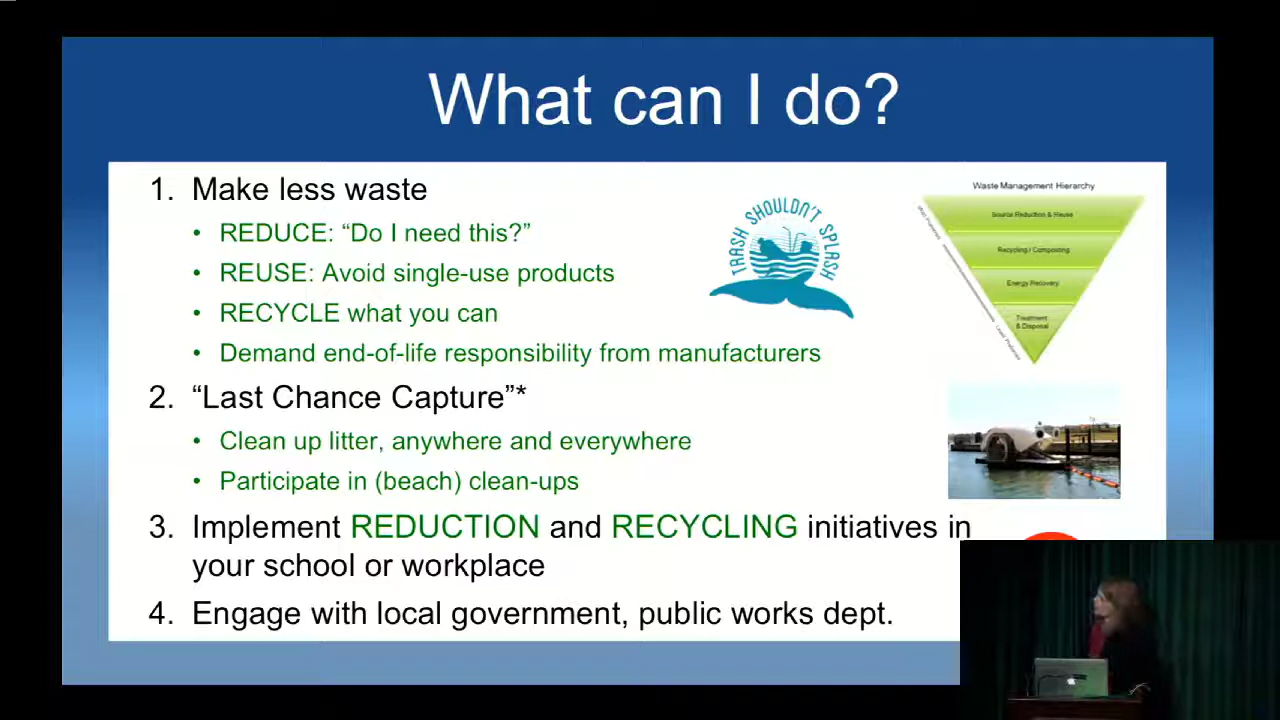 What can I do?
1. Make less waste
• REDUCE: “Do I need this?”
• REUSE: Avoid single-use products
• RECYCLE what you can
• Demand end-of-life responsibility from manufacturers
2. “Last Chance Capture”*
• Clean up litter, anywhere and everywhere
• Participate in (beach) clean-ups
3. Implement REDUCTION and RECYCLING initiatives in
your school or workplace
4. Engage with local government, public works dept.
TRASH SHOULDN'T SPLASH
Waste Management Hierarchy
Source Reduction & Reuse
Recycling / Composting
Energy Recovery
Treatment
& Disposal
Most Preferred
Least Preferred